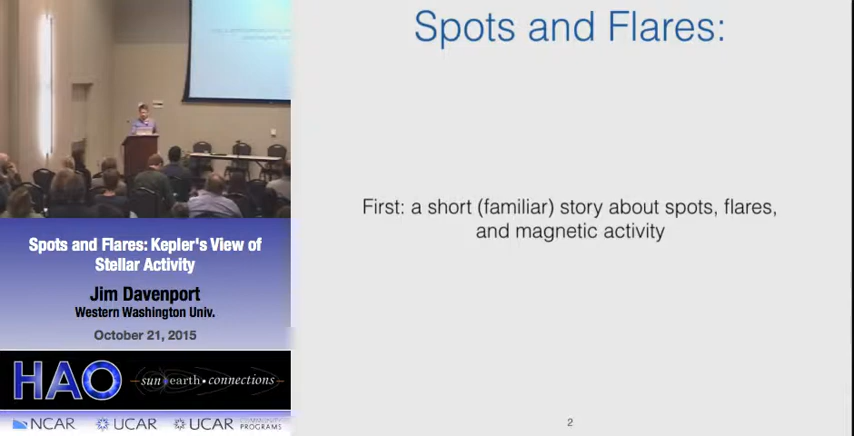 Spots and Flares:
First: a short (familiar) story about spots, flares,
and magnetic activity
2
Spots and Flares: Kepler's View of
Stellar Activity
Jim Davenport
Western Washington Univ.
October 21, 2015
HAO
sun earth • connections
NCAR
UCAR
UCAR COMMUNITY
PROGRAMS